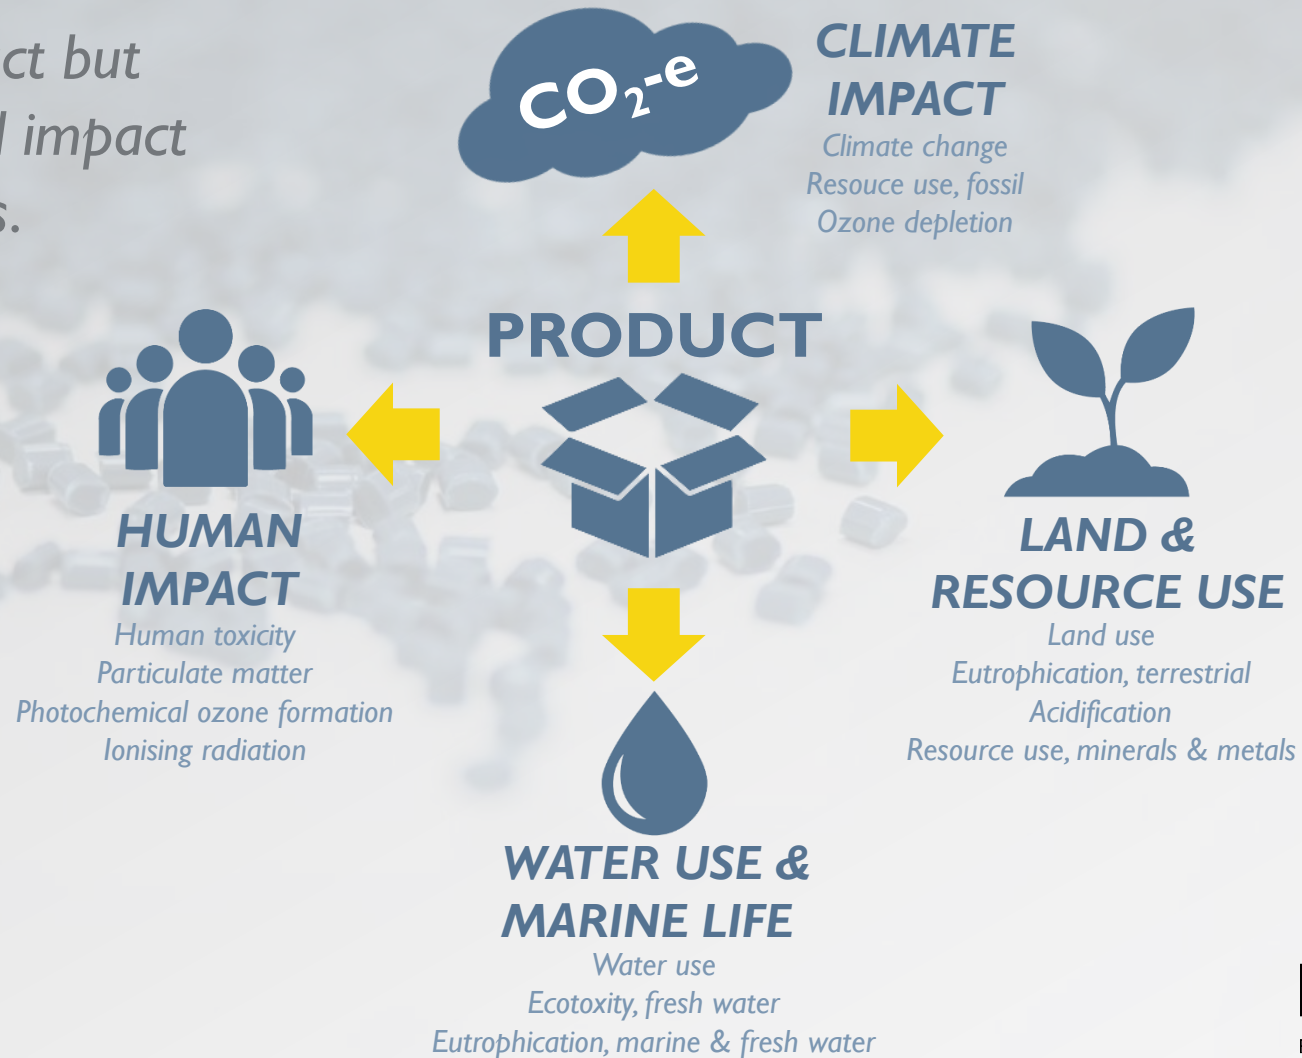 ct but
impact
s.
CO₂-e
CLIMATE
IMPACT
Climate change
Resouce use, fossil
Ozone depletion
PRODUCT
HUMAN
IMPACT
Human toxicity
Particulate matter
Photochemical ozone formation
Ionising radiation
LAND &
RESOURCE USE
Land use
Eutrophication, terrestrial
Acidification
Resource use, minerals & metals
WATER USE &
MARINE LIFE
Water use
Ecotoxity, fresh water
Eutrophication, marine & fresh water